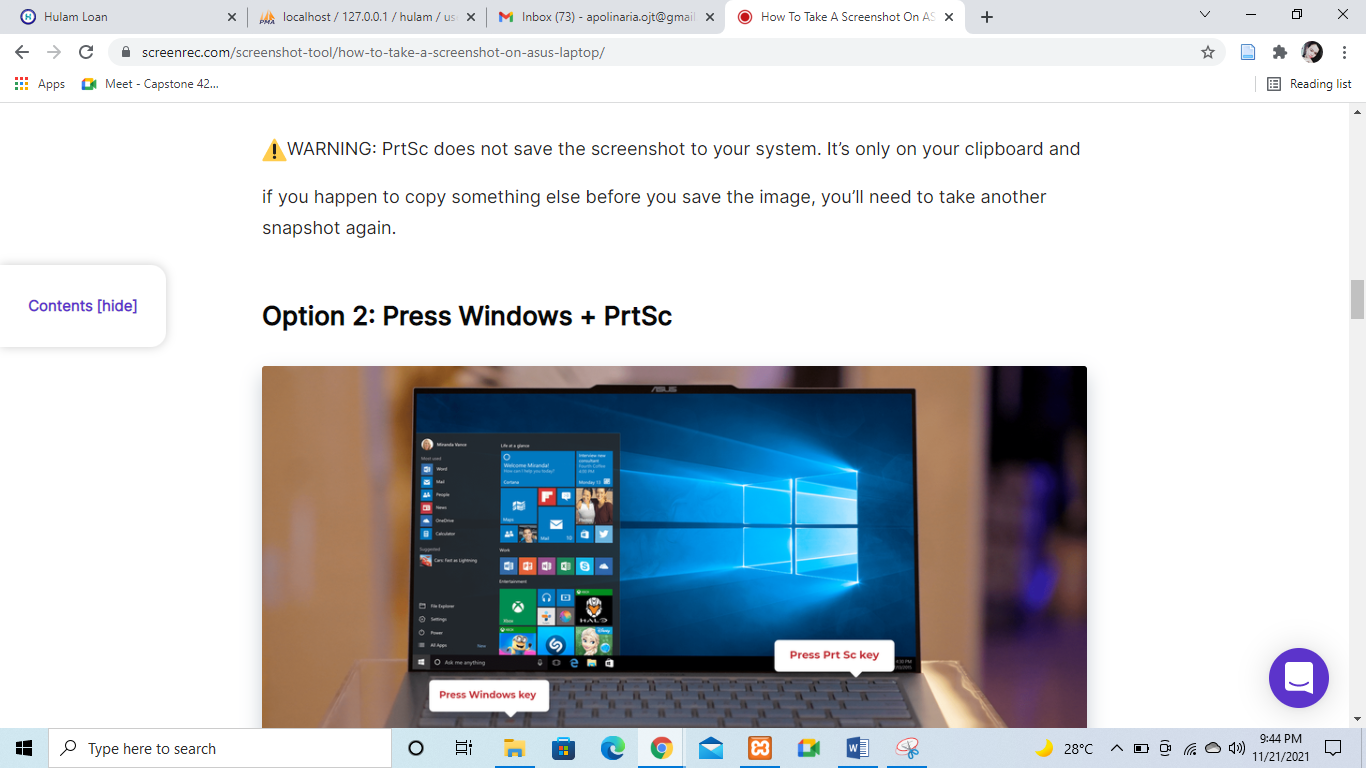 Hulam Loan
localhost / 127.0.0.1 / hulam / us
Inbox (73) - apolinaria.ojt@gmail
How To Take A Screenshot On AS
screenrec.com/screenshot-tool/how-to-take-a-screenshot-on-asus-laptop/
Apps
Meet - Capstone 42...
Reading list
⚠WARNING: PrtSc does not save the screenshot to your system. It’s only on your clipboard and
if you happen to copy something else before you save the image, you’ll need to take another
snapshot again.
Contents [hide]
Option 2: Press Windows + PrtSc
ASUS
Miranda Vance
Life at a glance
Most used
Word
Mail
People
News
OneDrive
Calculator
Suggested
Cars: Fast as Lightning
File Explorer
Settings
Power
All Apps
New
Welcome Miranda!
How can I help you today?
Cortana
Interview new
consultant
Fourth Coffee
Monday 13
Maps
Mail
Photos
Work
Entertainment
Xbox
HALO
Ask me anything
Press Prt Sc key
Press Windows key
Type here to search
28°C
9:44 PM
11/21/2021